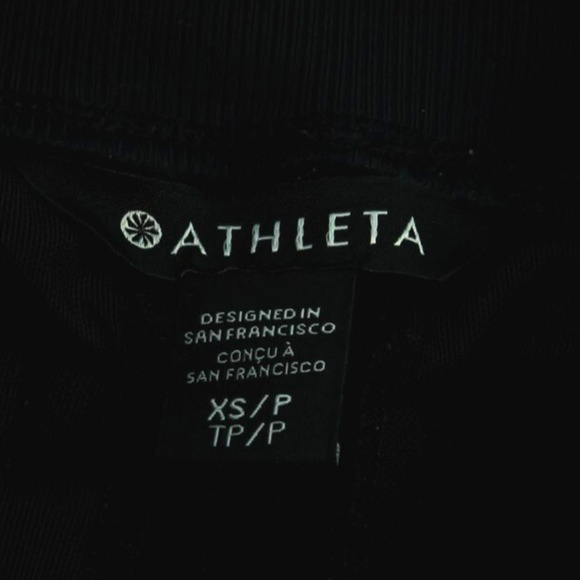 ATHLETA
DESIGNED IN
SAN FRANCISCO
CONÇU À
SAN FRANCISCO
XS/P
TP/P